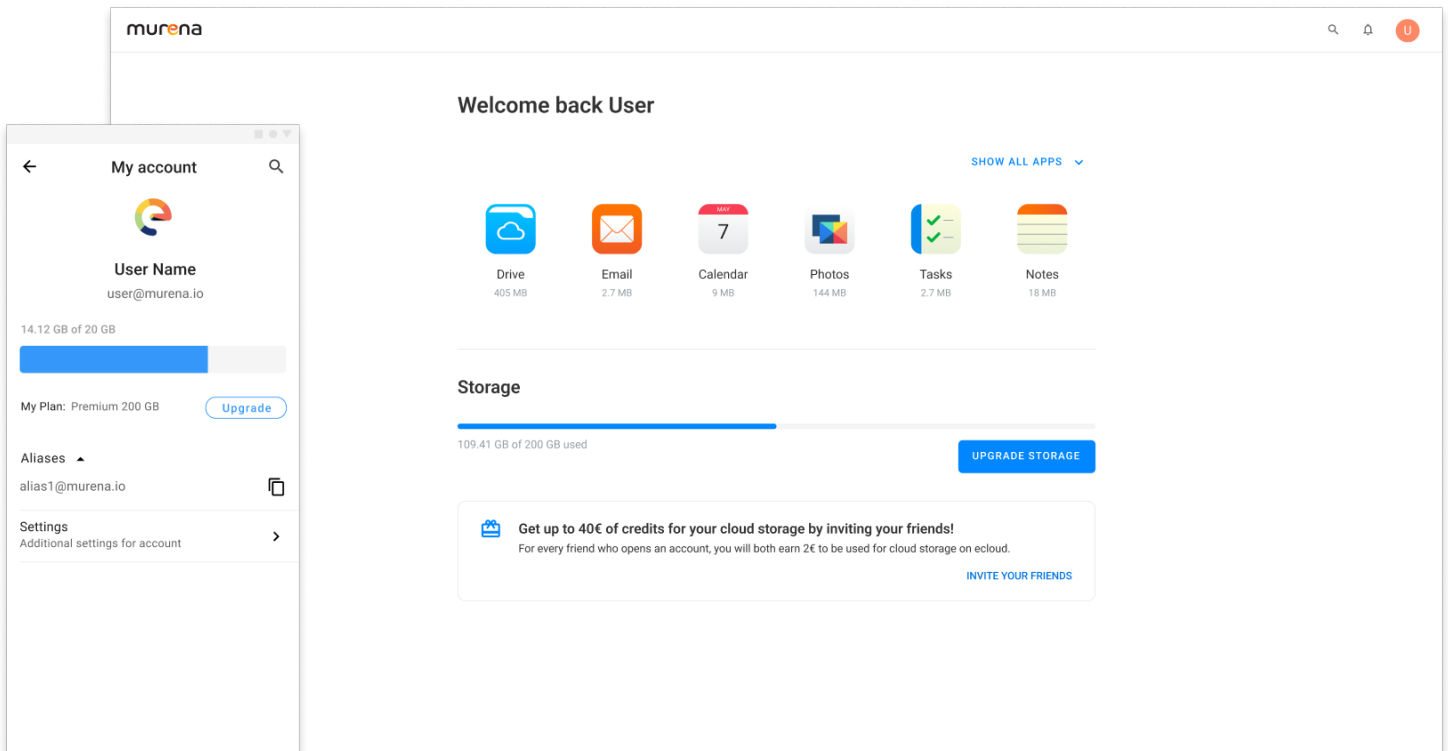 murena
U
Welcome back User
SHOW ALL APPS
MAY
7
Drive
Email
Calendar
Photos
Tasks
Notes
405 MB
2.7 MB
9 MB
144 MB
2.7 MB
18 MB
Storage
109.41 GB of 200 GB used
UPGRADE STORAGE
Get up to 40€ of credits for your cloud storage by inviting your friends!
For every friend who opens an account, you will both earn 2€ to be used for cloud storage on ecloud.
INVITE YOUR FRIENDS
My account
User Name
user@murena.io
14.12 GB of 20 GB
My Plan: Premium 200 GB
Upgrade
Aliases
alias1@murena.io
Settings
Additional settings for account